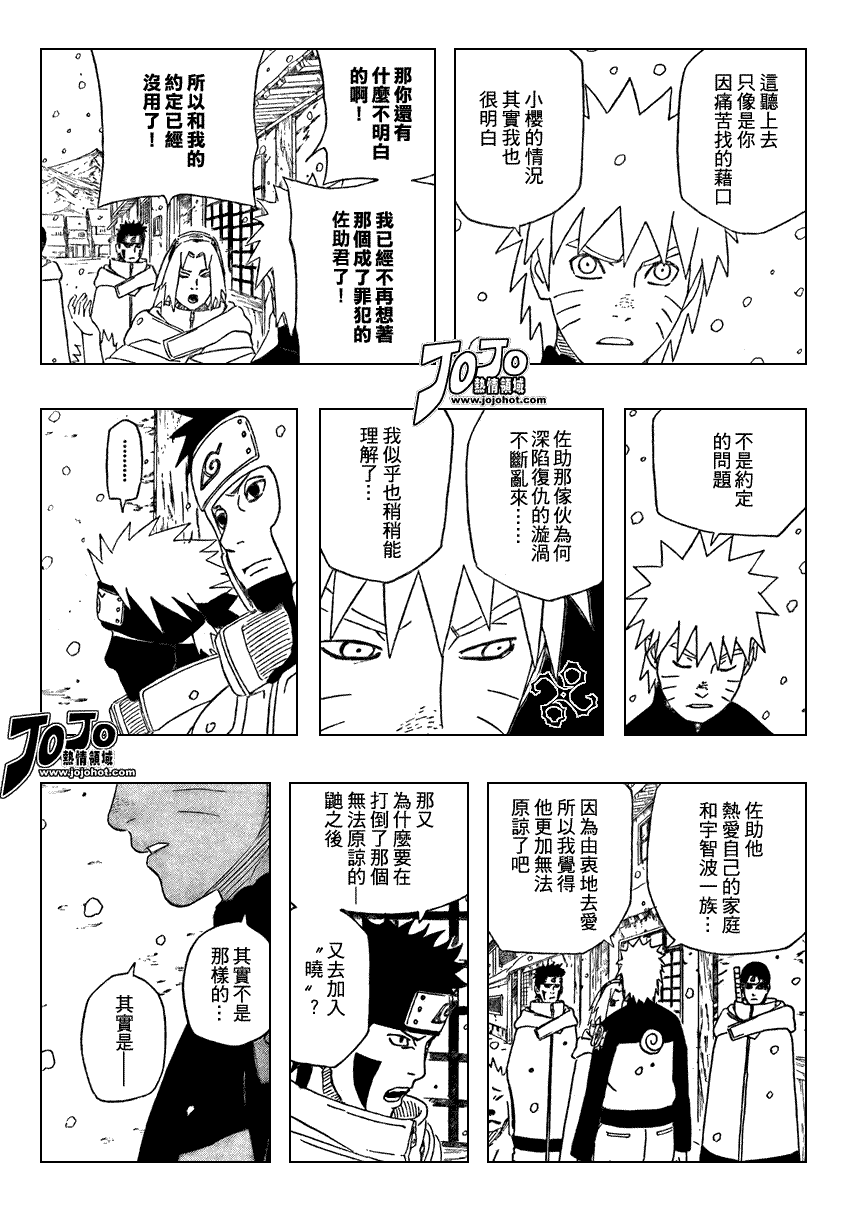 這聽上去
只像是你
因痛苦找的藉口
小櫻的情況
其實我也
很明白
那你還有
什麼不明白
的啊！
我已經不再想著
那個成了罪犯的
佐助君了！
所以和我的
約定已經
沒用了！
JOJO
熱情領域
www.jojohot.com
不是約定
的問題
佐助那傢伙為何
深陷復仇的漩渦
不斷亂來……
我似乎也稍稍能
理解了…
………
JOJO
熱情領域
www.jojohot.com
佐助他
熱愛自己的家庭
和宇智波一族…
因為由衷地去愛
所以我覺得
他更加無法
原諒了吧
那又
為什麼要在
打倒了那個
無法原諒的—
鼬之後
又去加入
〝曉〞？
其實不是
那樣的…
其實是——